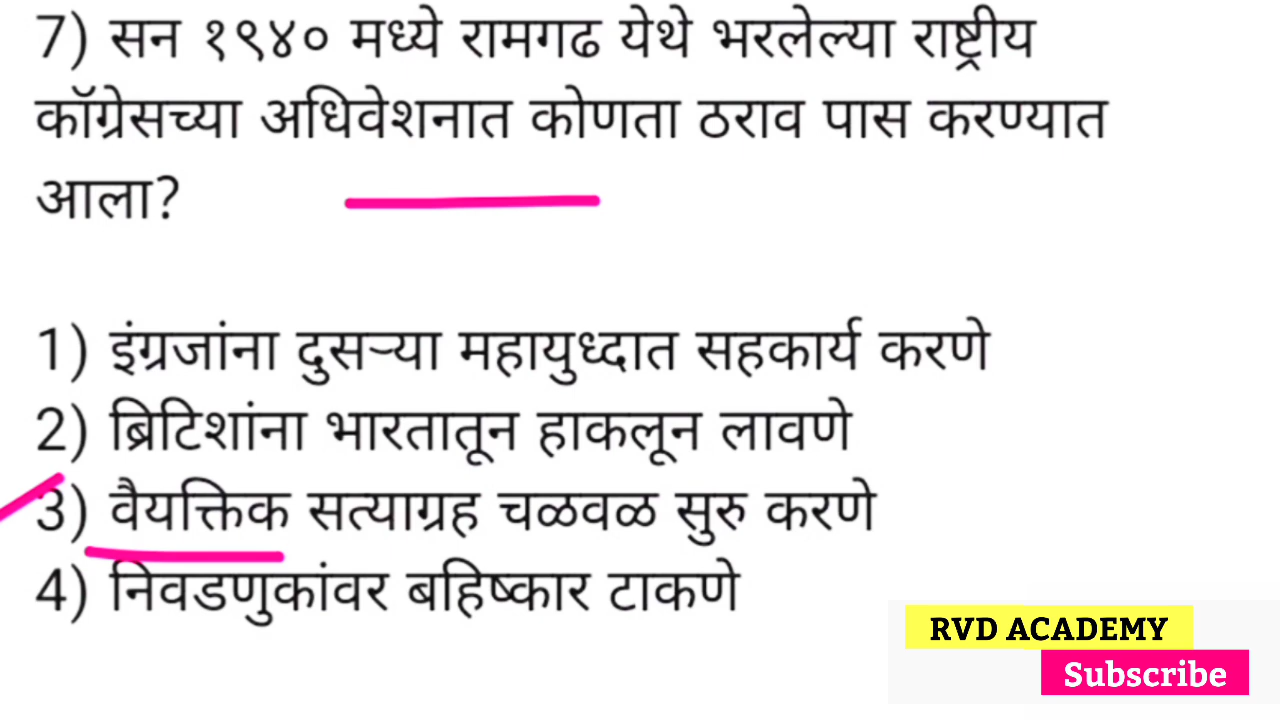 7) सन १९४० मध्ये रामगढ येथे भरलेल्या राष्ट्रीय
काॅंग्रेसच्या अधिवेशनात कोणता ठराव पास करण्यात
आला?
1) इंग्रजांना दुसऱ्या महायुध्दात सहकार्य करणे
2) ब्रिटिशांना भारतातून हाकलून लावणे
3) वैयक्तिक सत्याग्रह चळवळ सुरु करणे
4) निवडणुकांवर बहिष्कार टाकणे
RVD ACADEMY
Subscribe